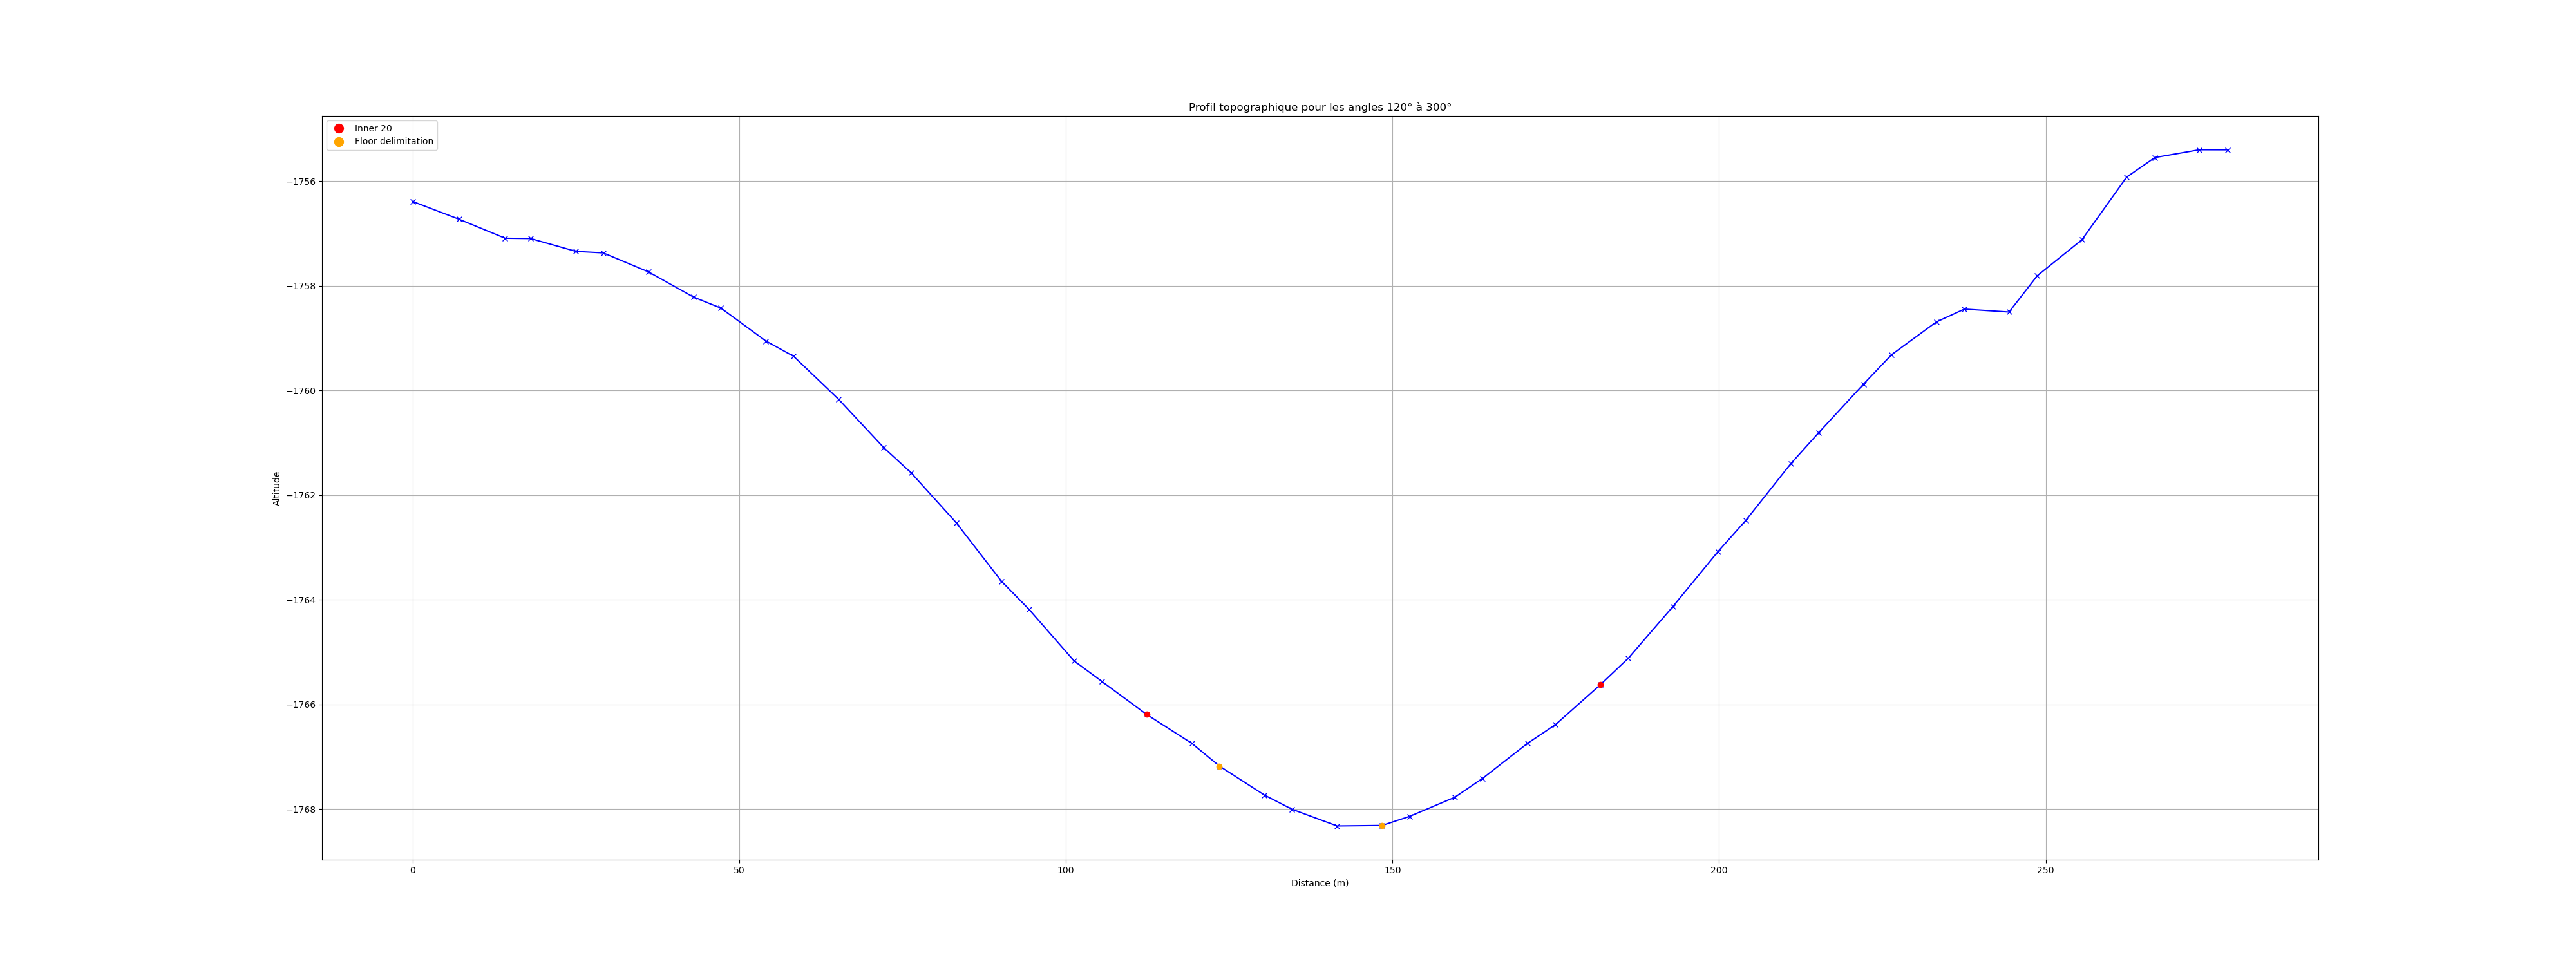 Profil topographique pour les angles 120° à 300°
Inner 20
Floor delimitation
−1756
−1758
−1760
−1762
−1764
−1766
−1768
Altitude
0 50 100 150 200 250
Distance (m)